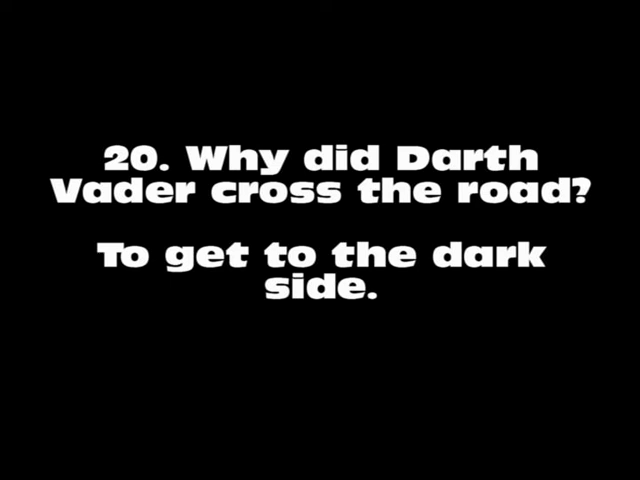 20. Why did Darth
Vader cross the road?
To get to the dark
side.